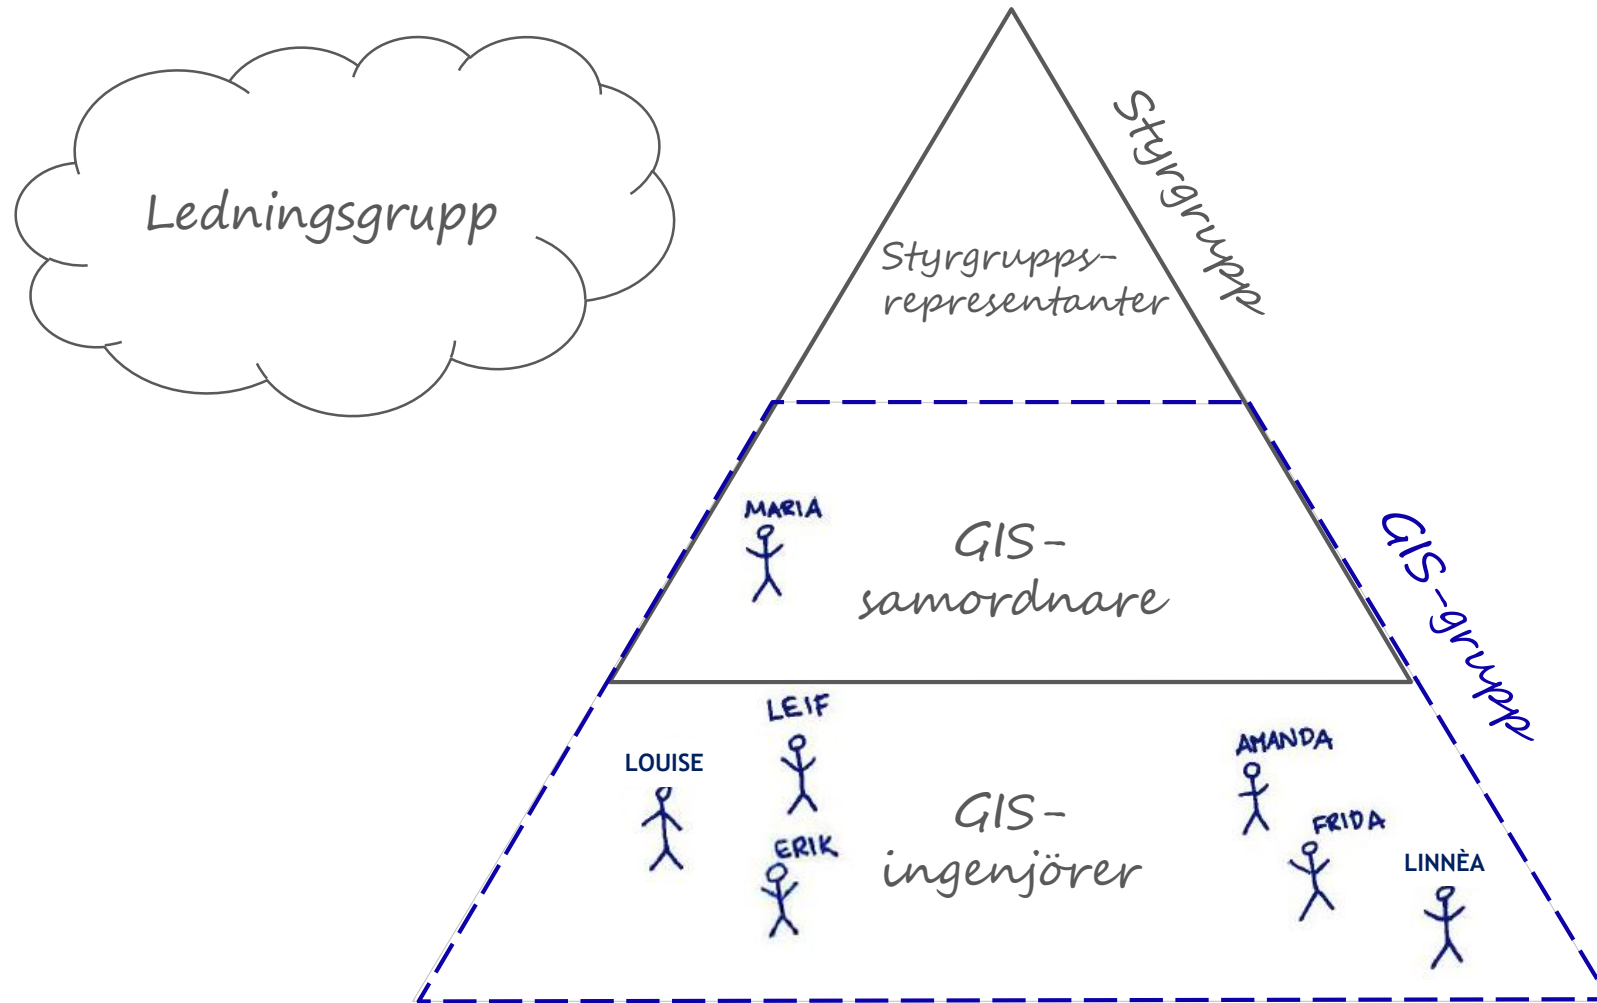 Ledningsgrupp
Styrgrupp
Styrgrupps-
representanter
MARIA
GIS-
samordnare
GIS-grupp
LEIF
LOUISE
AMANDA
GIS-
ingenjörer
FRIDA
ERIK
LINNÈA